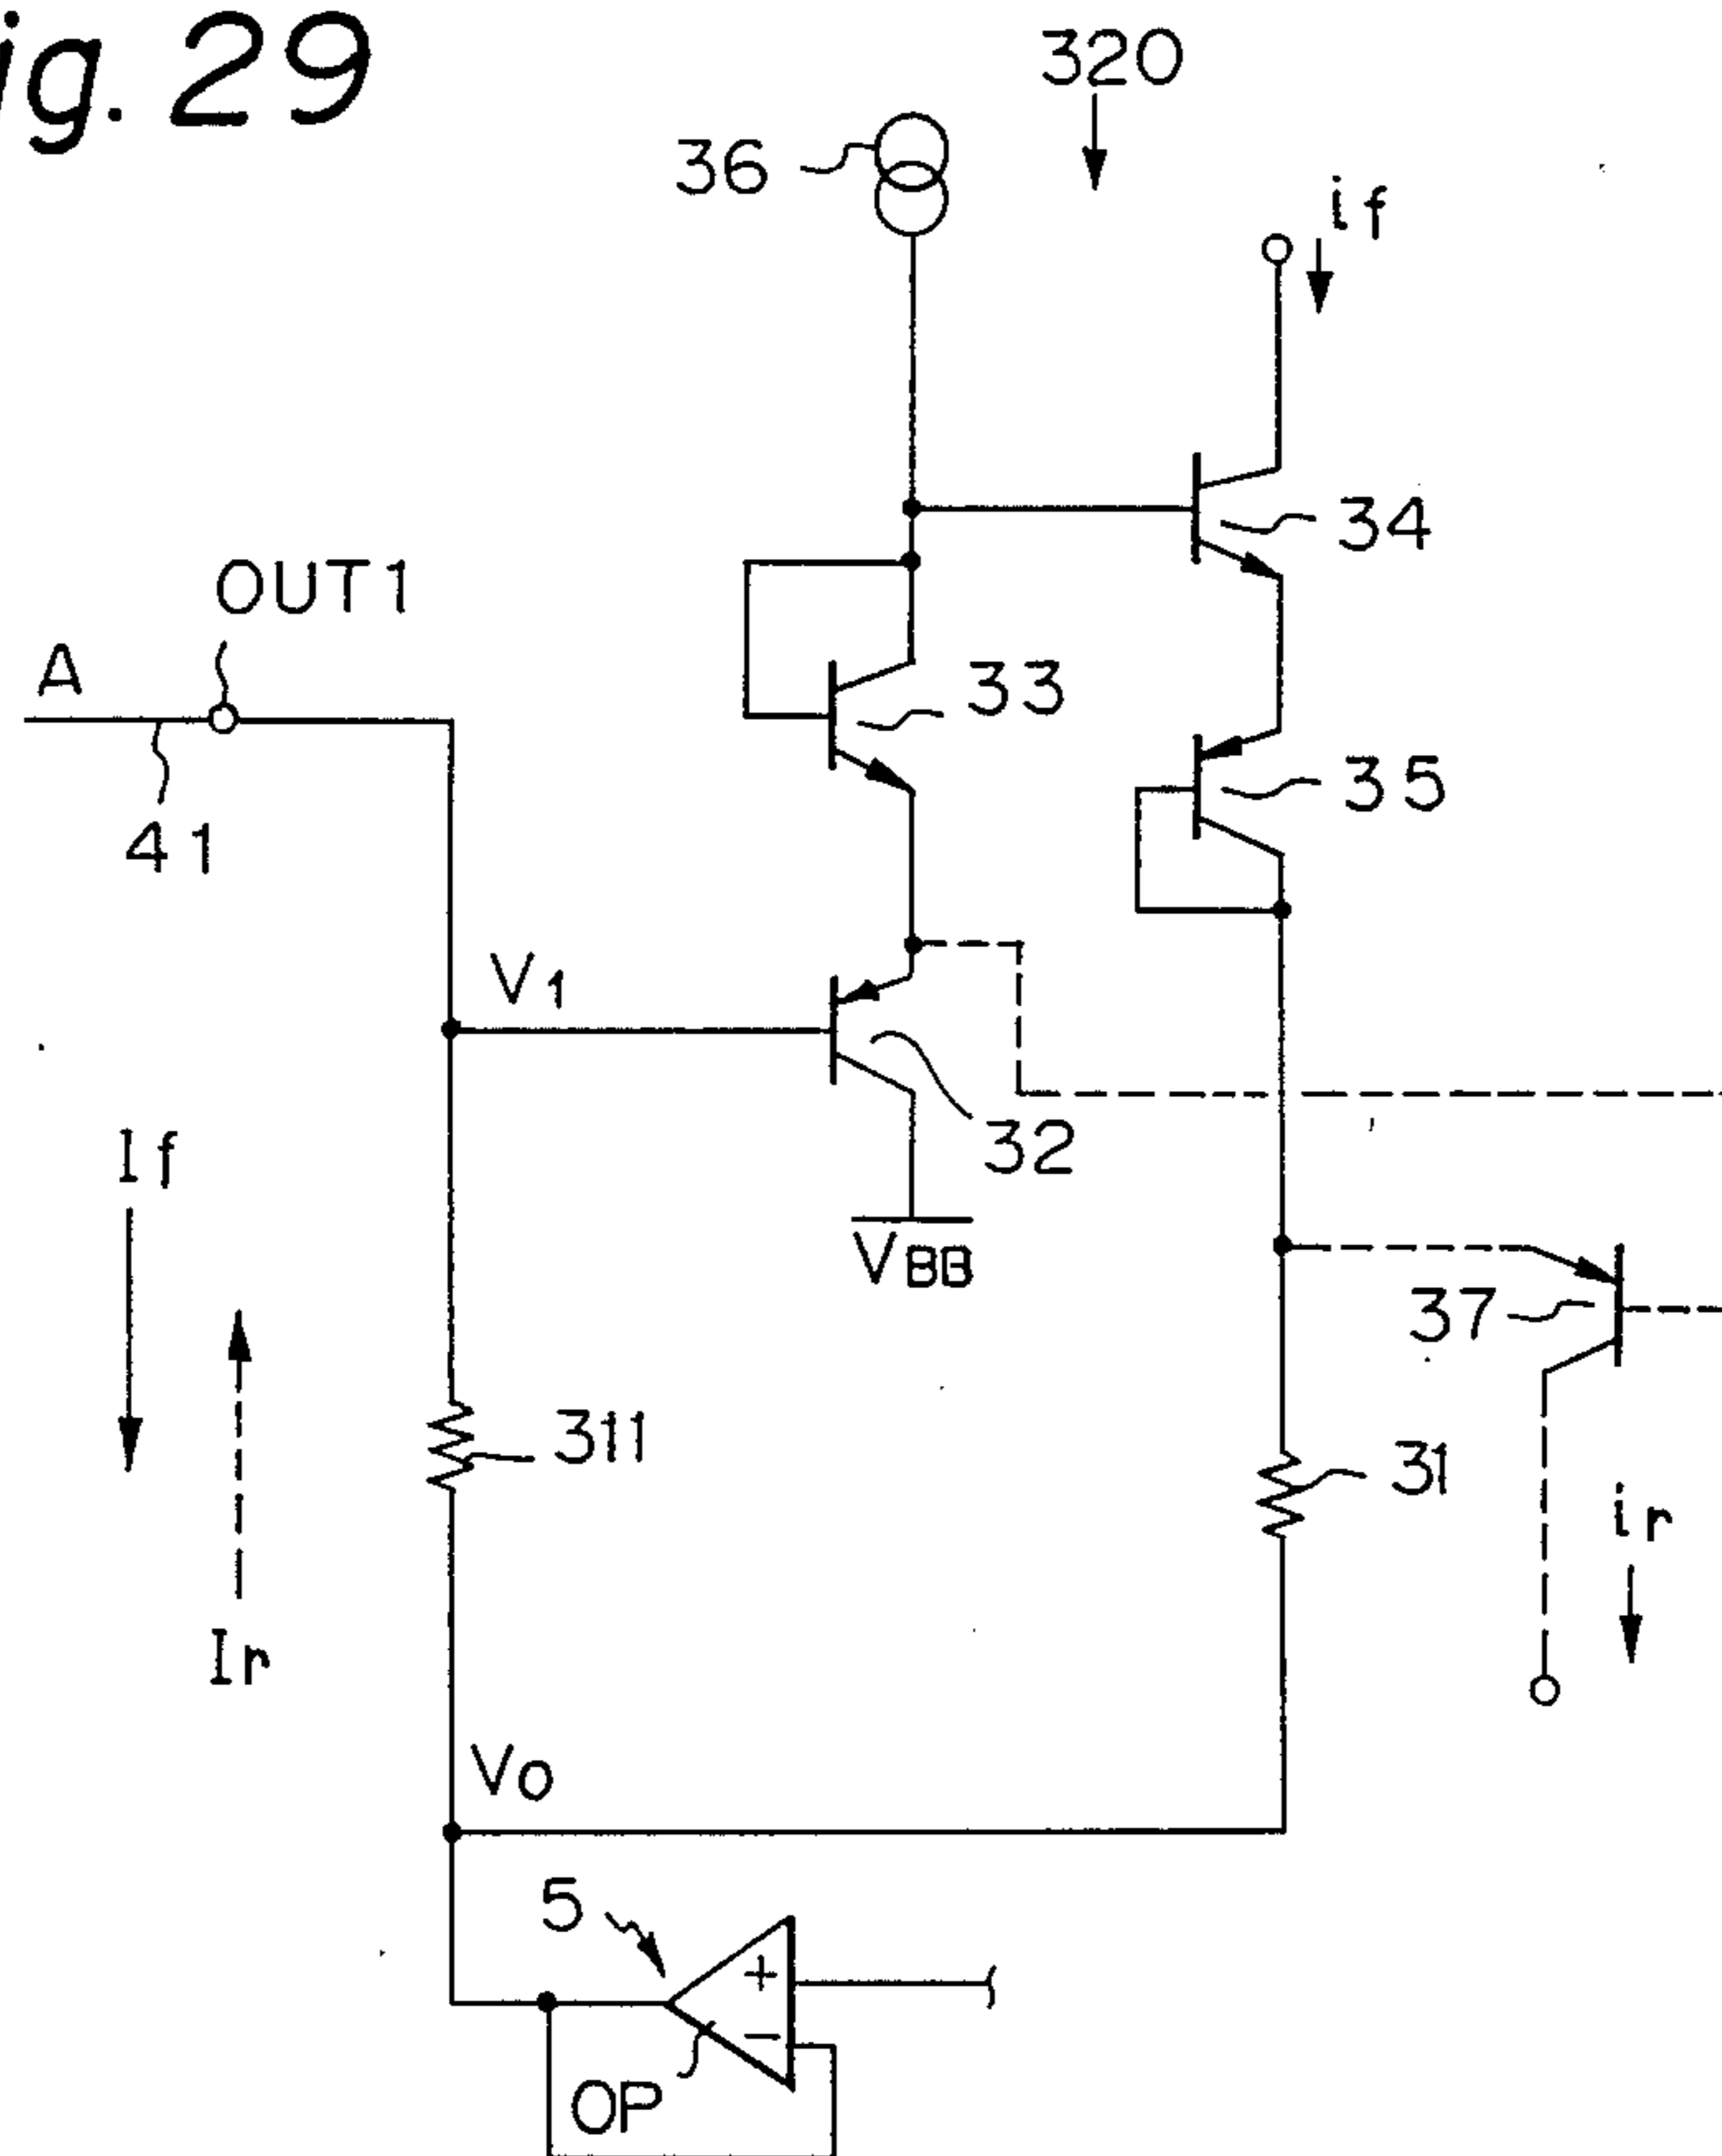 ig. 29
320
36
if
34
OUT1
A
33
35
41
V1
32
If
VBB
37
311
31
ir
Ir
Vo
5
+
−
OP